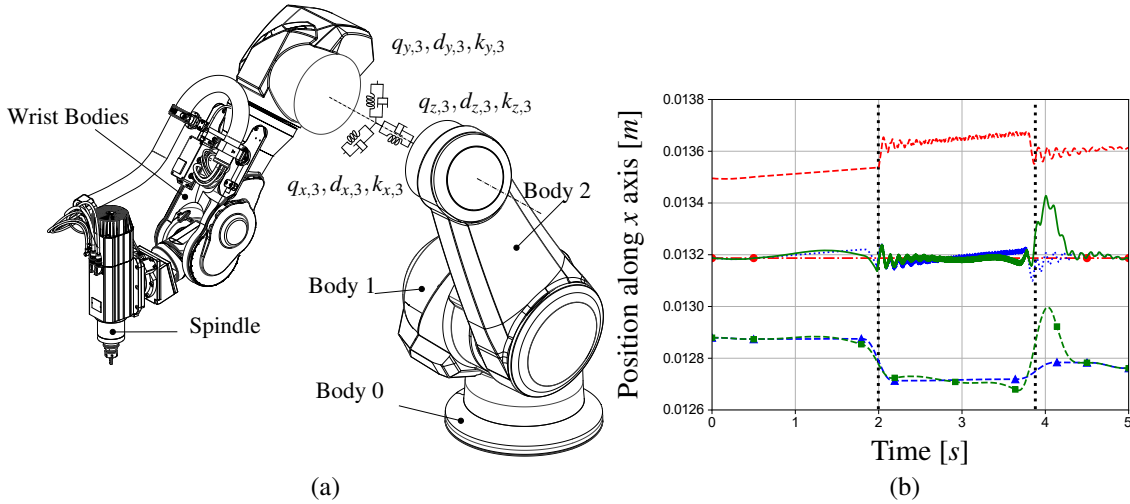 q_{y,3}, d_{y,3}, k_{y,3}
q_{z,3}, d_{z,3}, k_{z,3}
Wrist Bodies
q_{x,3}, d_{x,3}, k_{x,3}
Body 2
Body 1
Spindle
Body 0
(a)
Position along x axis [m]
0.0138
0.0136
0.0134
0.0132
0.0130
0.0128
0.0126
0 1 2 3 4 5
Time [s]
(b)